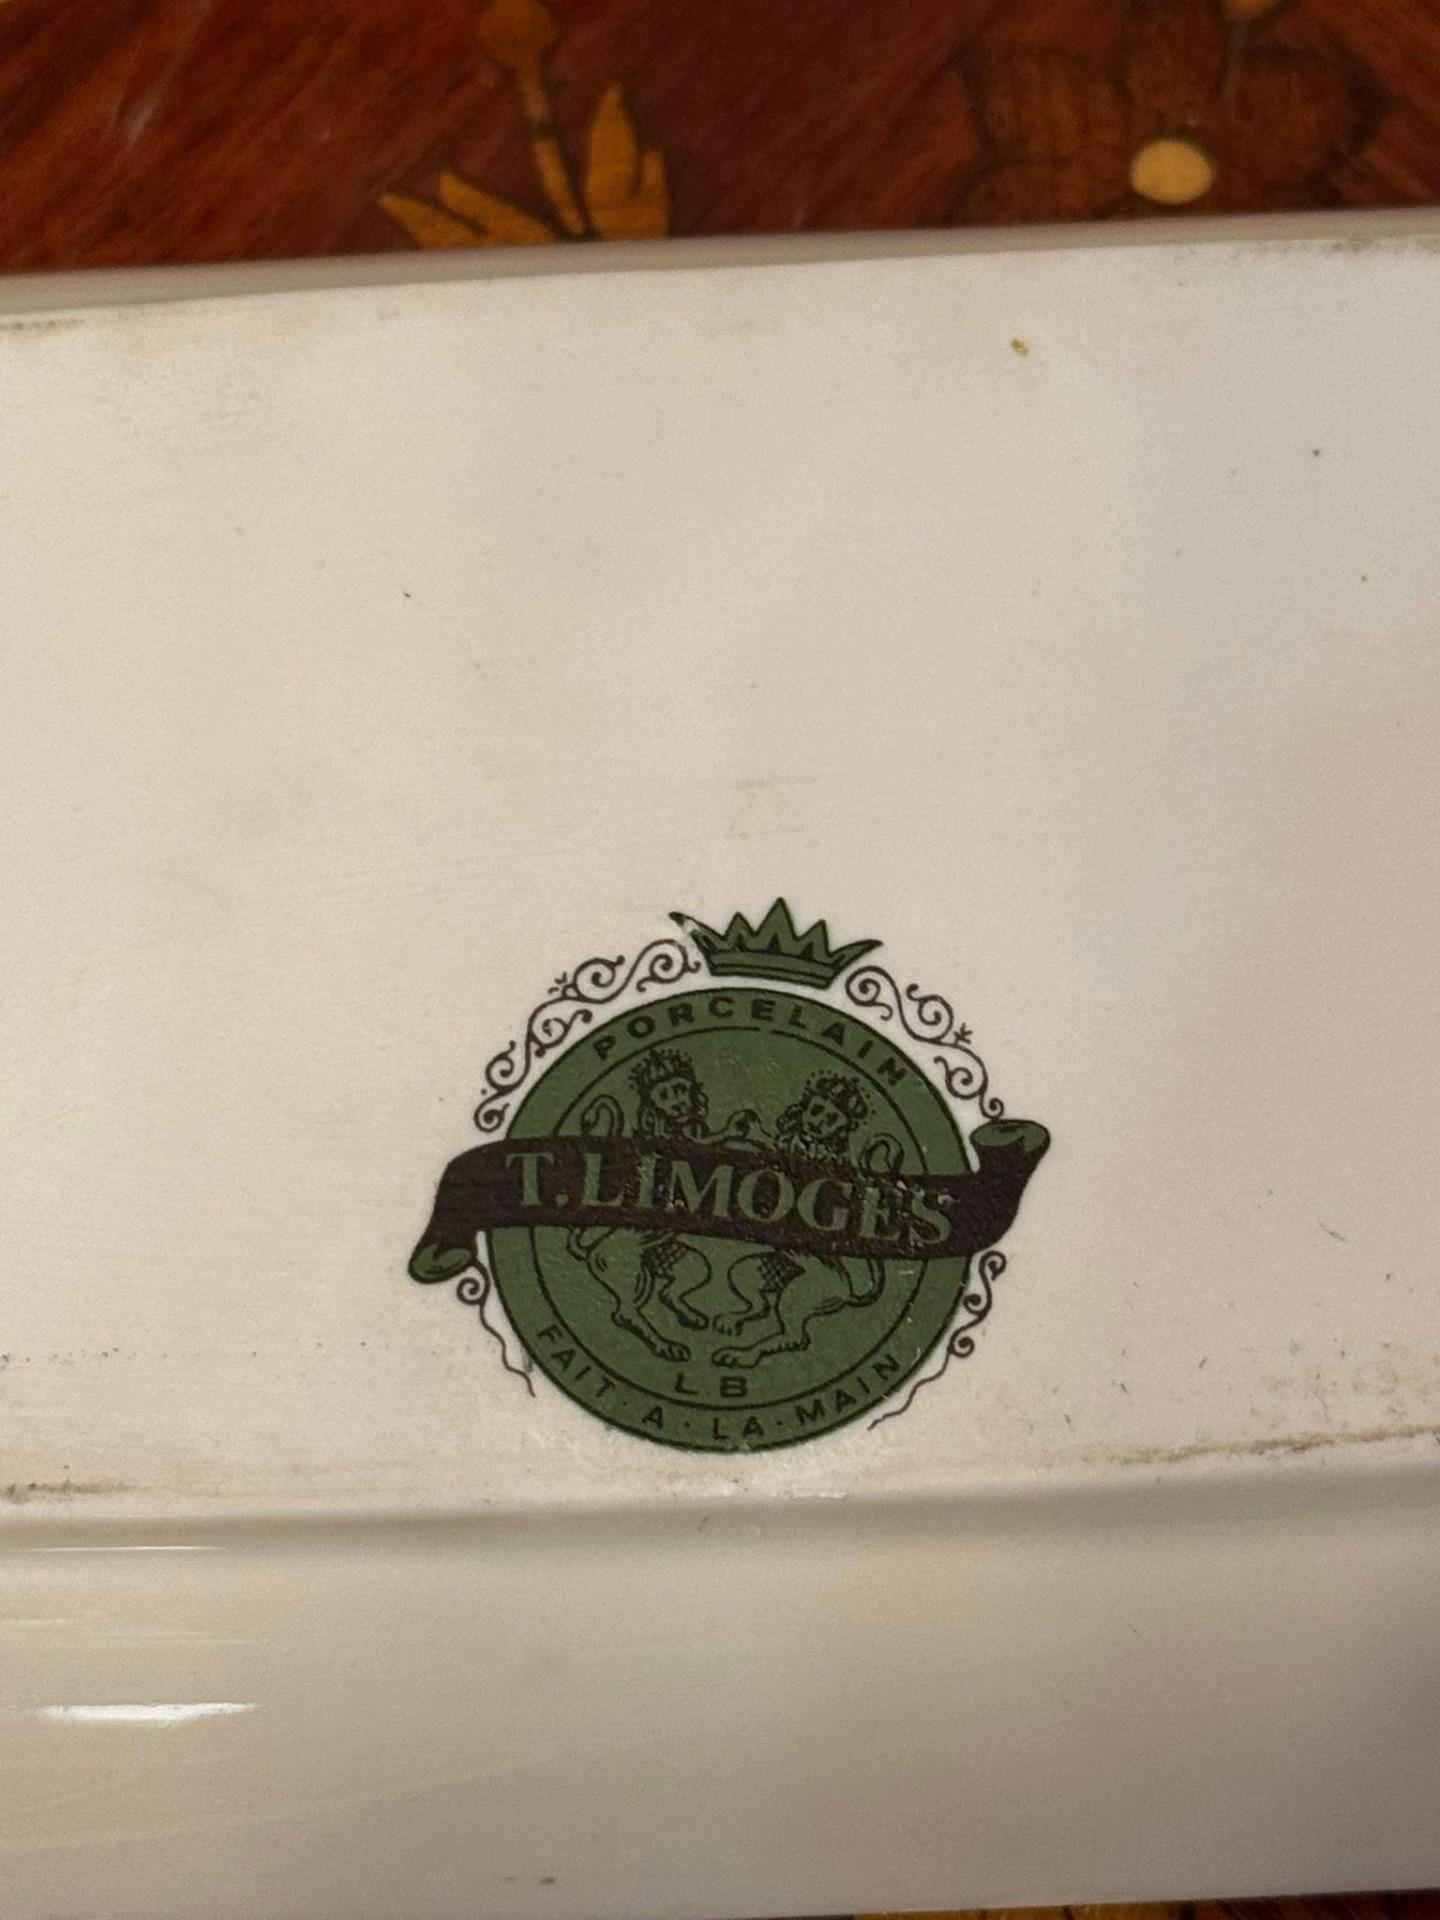 PORCELAIN
T. LIMOGES
LB
FAIT · A · LA · MAIN